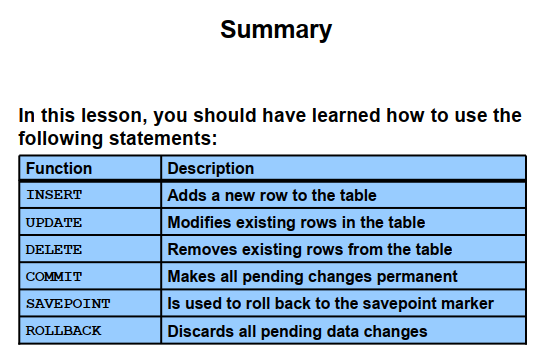 Summary
In this lesson, you should have learned how to use the
following statements:
Function Description
INSERT Adds a new row to the table
UPDATE Modifies existing rows in the table
DELETE Removes existing rows from the table
COMMIT Makes all pending changes permanent
SAVEPOINT Is used to roll back to the savepoint marker
ROLLBACK Discards all pending data changes